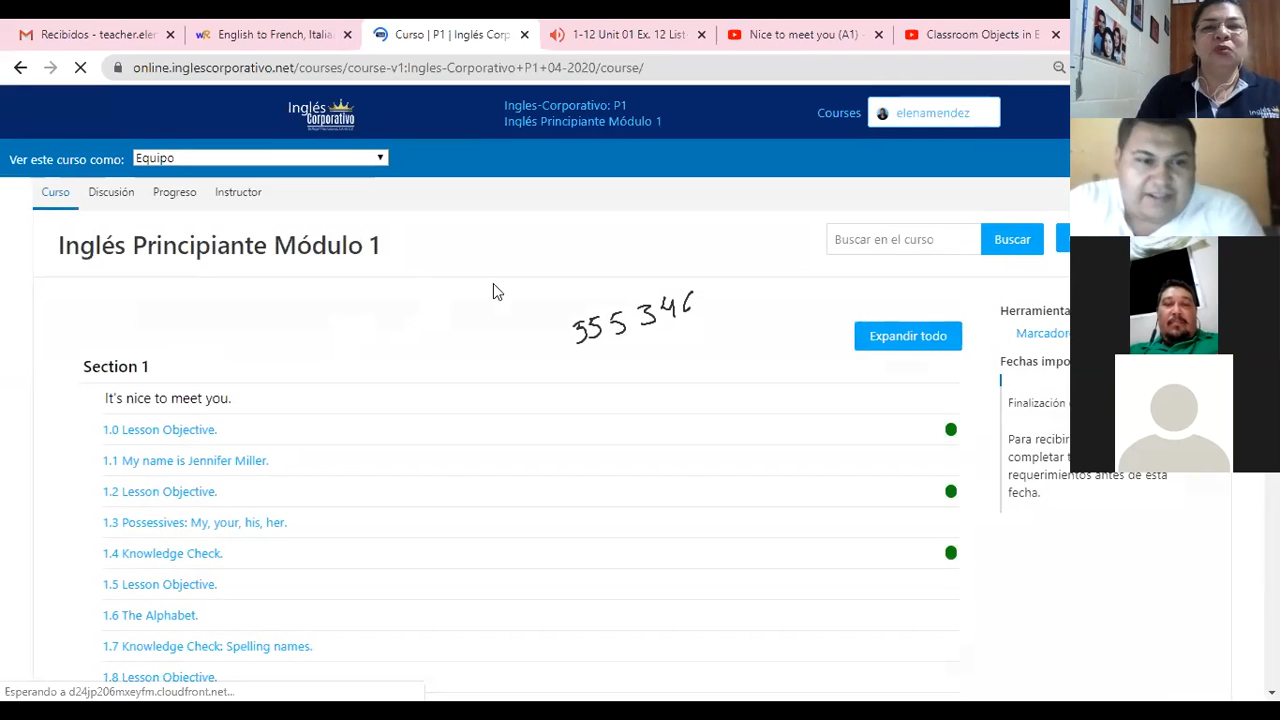 Recibidos - teacher.eler
English to French, Italia
Curso | P1 | Inglés Corp
1-12 Unit 01 Ex. 12 List
Nice to meet you (A1) -
Classroom Objects in E
online.inglescorporativo.net/courses/course-v1:Ingles-Corporativo+P1+04-2020/course/
Inglés Corporativo
Ingles-Corporativo: P1
Inglés Principiante Módulo 1
Courses
elenamendez
Ver este curso como:
Equipo
Curso
Discusión
Progreso
Instructor
Inglés Principiante Módulo 1
Buscar en el curso
Buscar
355 346
Expandir todo
Herramienta
Marcador
Fechas impo
Finalización
Para recibir
completar t
requerimientos antes de esta
fecha.
Section 1
It's nice to meet you.
1.0 Lesson Objective.
1.1 My name is Jennifer Miller.
1.2 Lesson Objective.
1.3 Possessives: My, your, his, her.
1.4 Knowledge Check.
1.5 Lesson Objective.
1.6 The Alphabet.
1.7 Knowledge Check: Spelling names.
1.8 Lesson Objective.
Esperando a d24jp206mxeyfm.cloudfront.net...